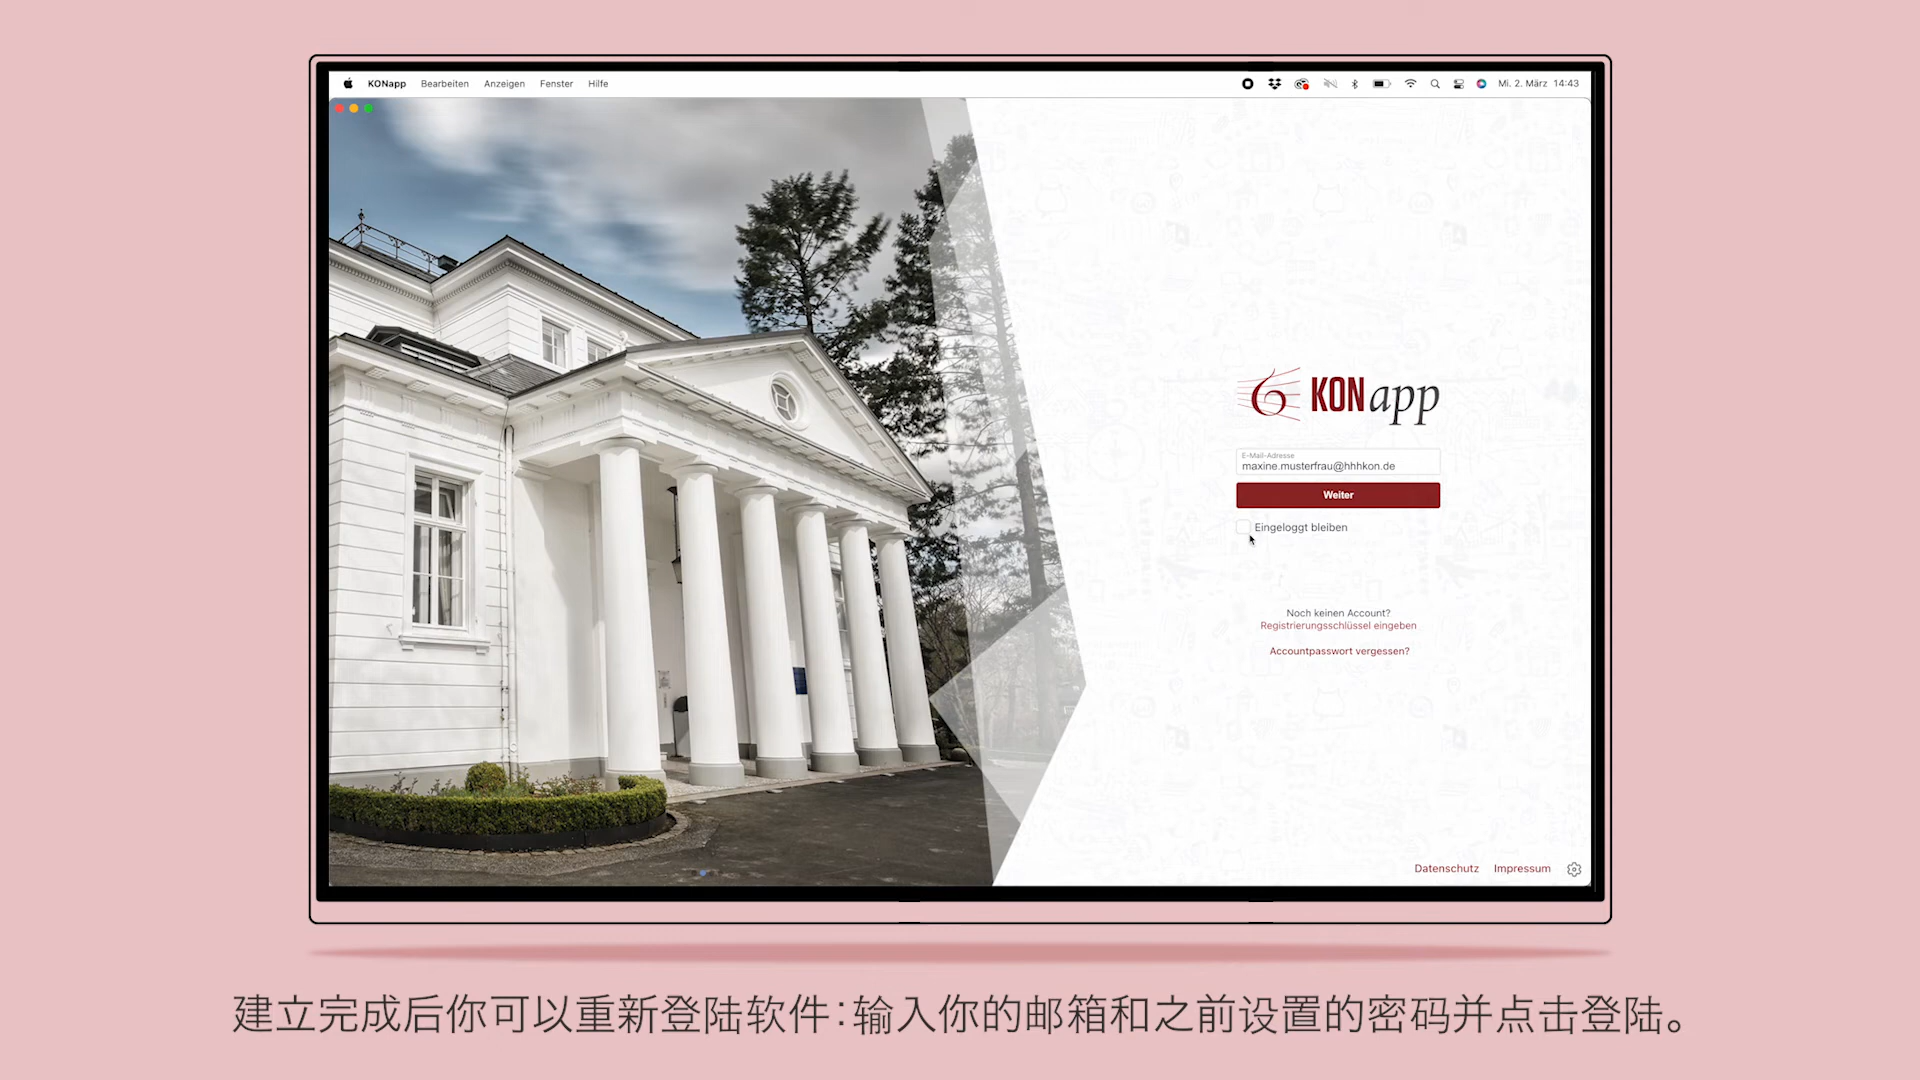 KONapp Bearbeiten Anzeigen Fenster Hilfe
Mi. 2. März 14:43
6 KONapp
E-Mail-Adresse
maxine.musterfrau@hhhkon.de
Weiter
Eingeloggt bleiben
Noch keinen Account?
Registrierungsschlüssel eingeben
Accountpasswort vergessen?
Datenschutz Impressum
建立完成后你可以重新登陆软件:输入你的邮箱和之前设置的密码并点击登陆。